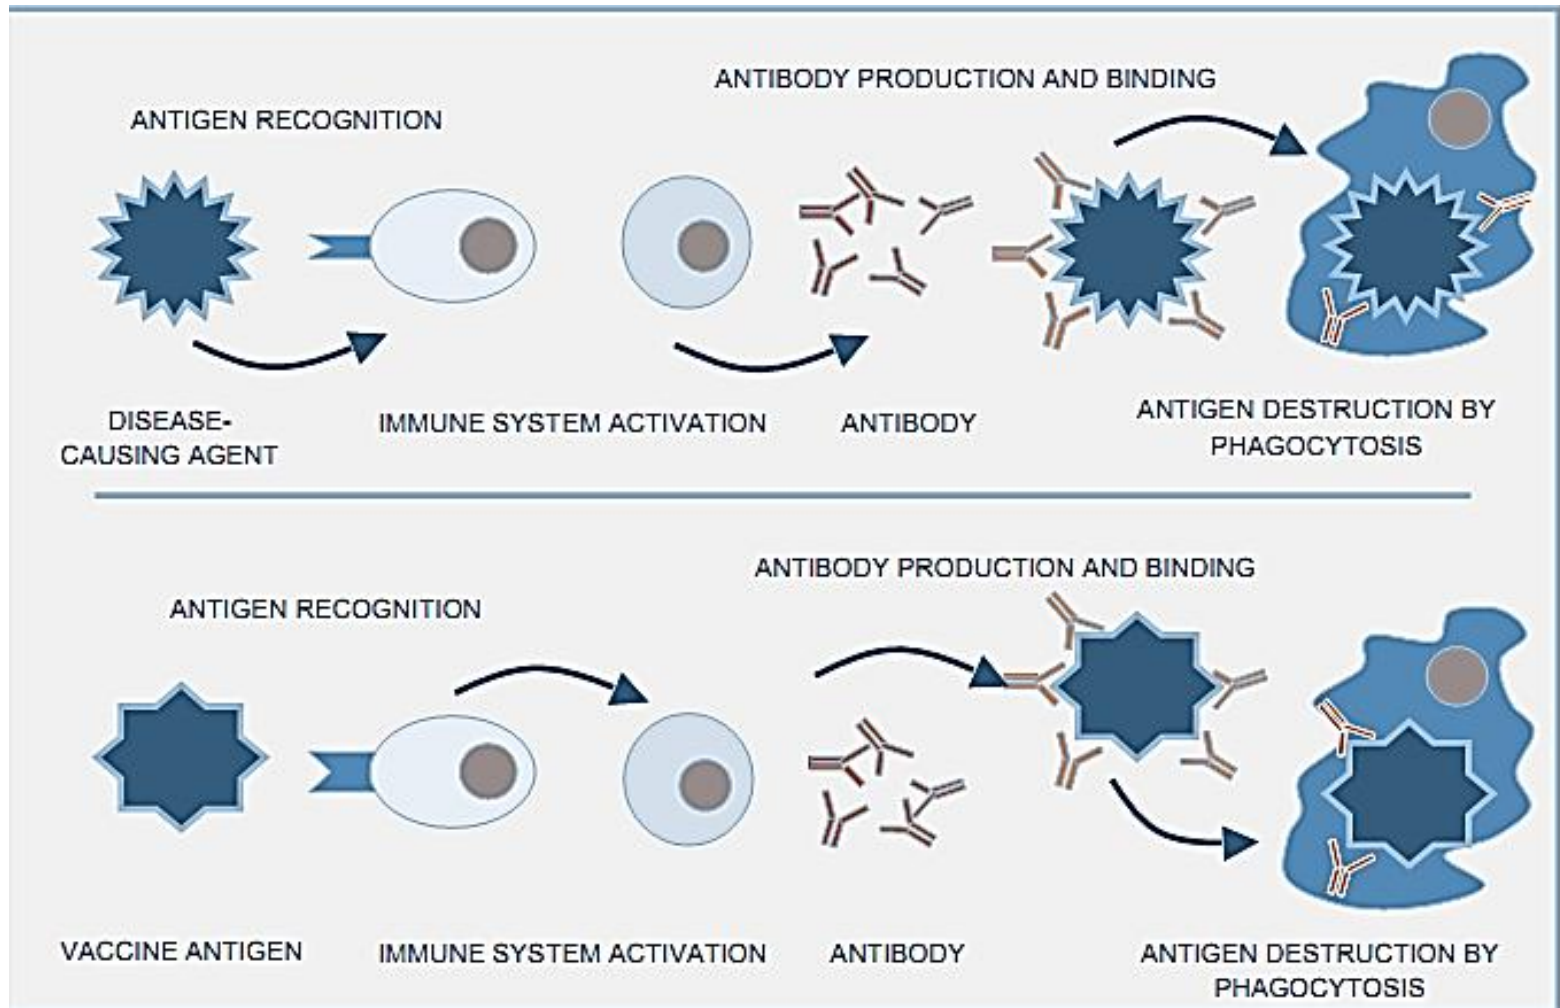 ANTIBODY PRODUCTION AND BINDING
ANTIGEN RECOGNITION
DISEASE-
CAUSING AGENT
IMMUNE SYSTEM ACTIVATION
ANTIBODY
ANTIGEN DESTRUCTION BY
PHAGOCYTOSIS
ANTIBODY PRODUCTION AND BINDING
ANTIGEN RECOGNITION
VACCINE ANTIGEN
IMMUNE SYSTEM ACTIVATION
ANTIBODY
ANTIGEN DESTRUCTION BY
PHAGOCYTOSIS